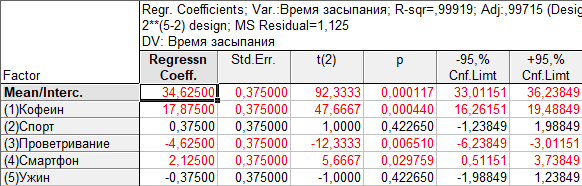 Regr. Coefficients; Var.:Время засыпания; R-sqr=,99919; Adj:,99715 (Desig
2**(5-2) design; MS Residual=1,125
DV: Время засыпания
Factor Regressn Coeff. Std.Err. t(2) p -95,% Cnf.Limt +95,% Cnf.Limt
Mean/Interc. 34,62500 0,375000 92,3333 0,000117 33,01151 36,23849
(1)Кофеин 17,87500 0,375000 47,6667 0,000440 16,26151 19,48849
(2)Спорт 0,37500 0,375000 1,0000 0,422650 -1,23849 1,98849
(3)Проветривание -4,62500 0,375000 -12,3333 0,006510 -6,23849 -3,01151
(4)Смартфон 2,12500 0,375000 5,6667 0,029759 0,51151 3,73849
(5)Ужин -0,37500 0,375000 -1,0000 0,422650 -1,98849 1,23849